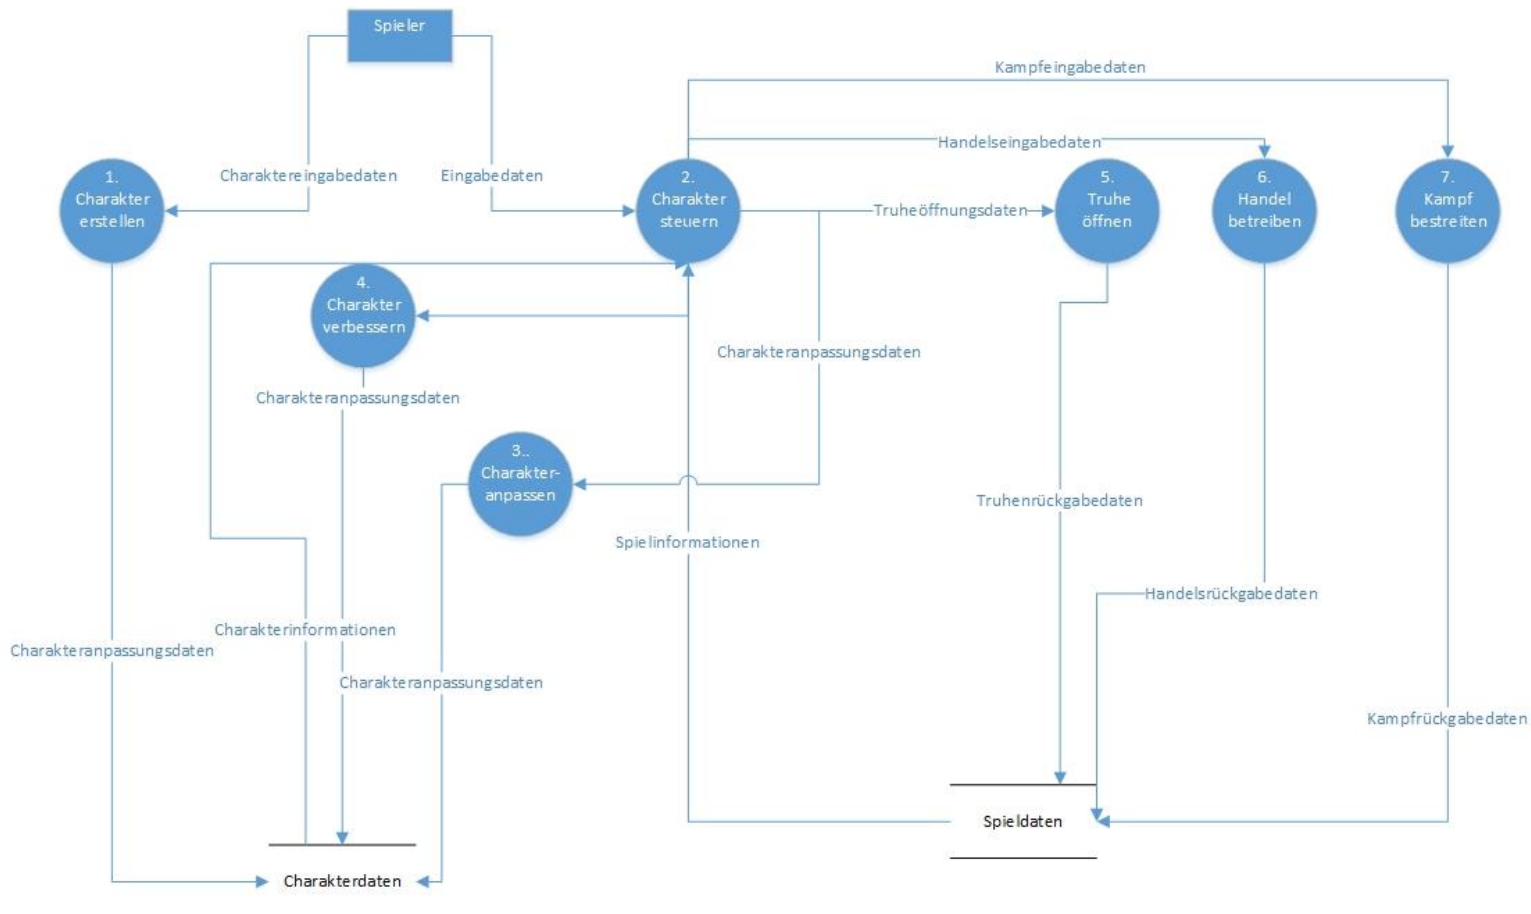 Spieler
Kampfeingabedaten
Handelseingabedaten
Charaktereingabedaten
Eingabedaten
1.
Charakter
erstellen
2.
Charakter
steuern
Truheöffnungsdaten
5.
Truhe
öffnen
6.
Handel
betreiben
7.
Kampf
bestreiten
4.
Charakter
verbessern
Charakteranpassungsdaten
Charakteranpassungsdaten
3..
Charakter-
anpassen
Truhenrückgabedaten
Spielinformationen
Handelsrückgabedaten
Charakterinformationen
Charakteranpassungsdaten
Charakteranpassungsdaten
Kampfrückgabedaten
Spieldaten
Charakterdaten